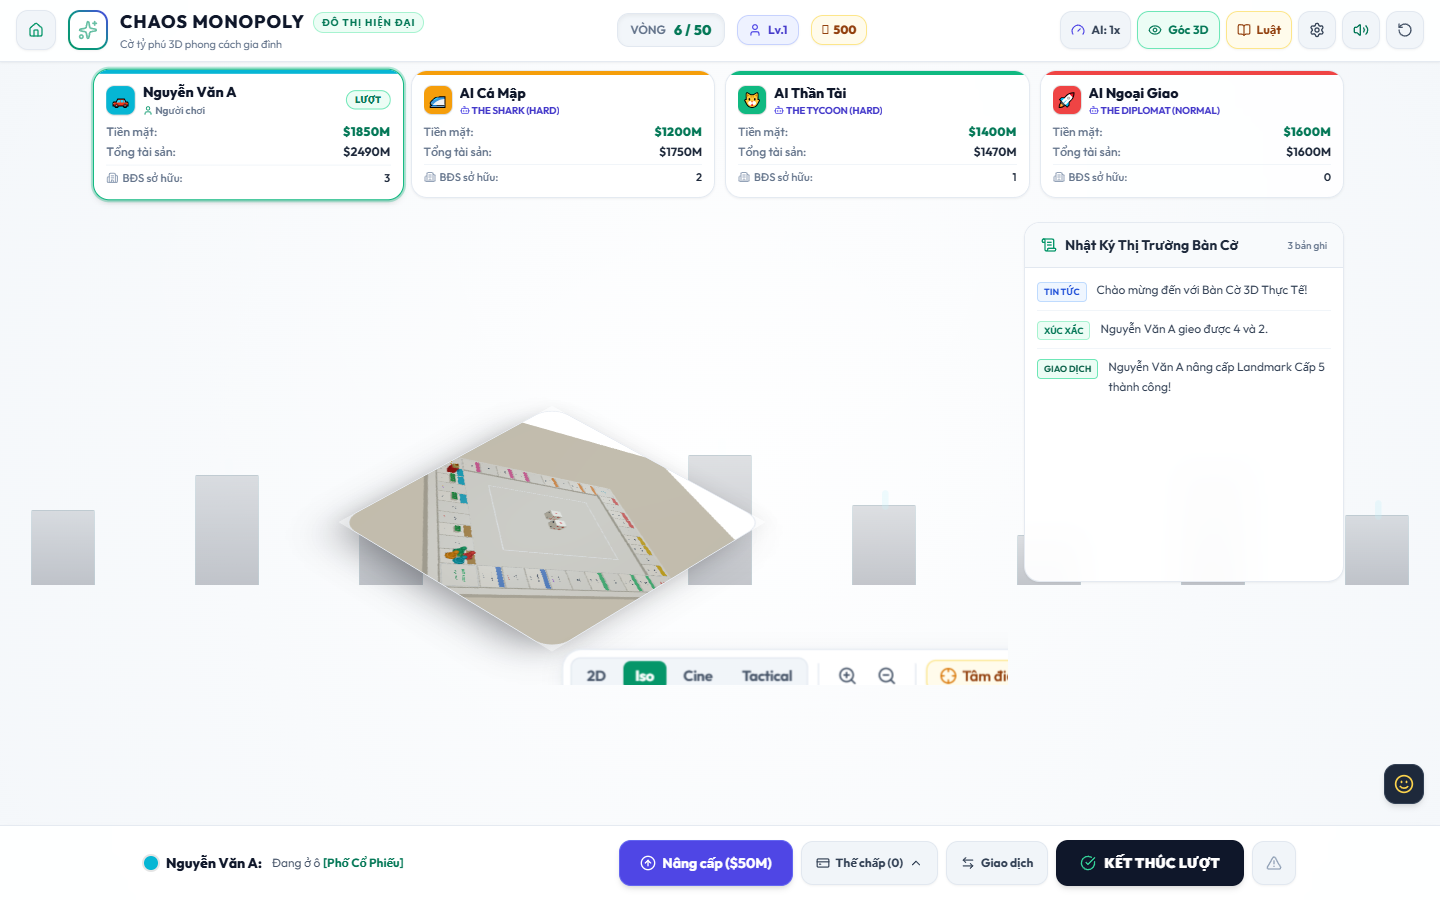 CHAOS MONOPOLY
ĐÔ THỊ HIỆN ĐẠI
Cờ tỷ phú 3D phong cách gia đình
VÒNG 6 / 50
Lv.1
500
AI: 1x
Góc 3D
Luật
Nguyễn Văn A
Người chơi
LƯỢT
Tiền mặt: $1850M
Tổng tài sản: $2490M
BĐS sở hữu: 3
AI Cá Mập
THE SHARK (HARD)
Tiền mặt: $1200M
Tổng tài sản: $1750M
BĐS sở hữu: 2
AI Thần Tài
THE TYCOON (HARD)
Tiền mặt: $1400M
Tổng tài sản: $1470M
BĐS sở hữu: 1
AI Ngoại Giao
THE DIPLOMAT (NORMAL)
Tiền mặt: $1600M
Tổng tài sản: $1600M
BĐS sở hữu: 0
Nhật Ký Thị Trường Bàn Cờ
3 bản ghi
TIN TỨC Chào mừng đến với Bàn Cờ 3D Thực Tế!
XÚC XẮC Nguyễn Văn A gieo được 4 và 2.
GIAO DỊCH Nguyễn Văn A nâng cấp Landmark Cấp 5
thành công!
2D
Iso
Cine
Tactical
Tâm
Nguyễn Văn A: Đang ở ô [Phố Cổ Phiếu]
Nâng cấp ($50M)
Thế chấp (0)
Giao dịch
KẾT THÚC LƯỢT